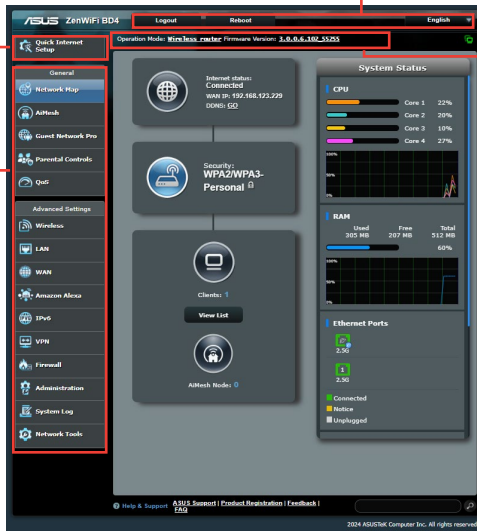 ASUS ZenWiFi BD4
Logout
Reboot
English
Quick Internet
Setup
Operation Mode: Wireless router Firmware Version: 3.0.0.6.102_55255
General
Network Map
AiMesh
Guest Network Pro
Parental Controls
QoS
Advanced Settings
Wireless
LAN
WAN
Amazon Alexa
IPv6
VPN
Firewall
Administration
System Log
Network Tools
Internet status:
Connected
WAN IP: 192.168.123.229
DDNS: GO
Security:
WPA2/WPA3-
Personal
Clients: 1
View List
AiMesh Node: 0
System Status
CPU
Core 1 22%
Core 2 20%
Core 3 10%
Core 4 27%
100%
50%
0%
RAM
Used Free Total
305 MB 207 MB 512 MB
60%
100%
50%
0%
Ethernet Ports
2.5G
1
2.5G
Connected
Notice
Unplugged
Help & Support ASUS Support | Product Registration | Feedback |
FAQ
2024 ASUSTeK Computer Inc. All rights reserved